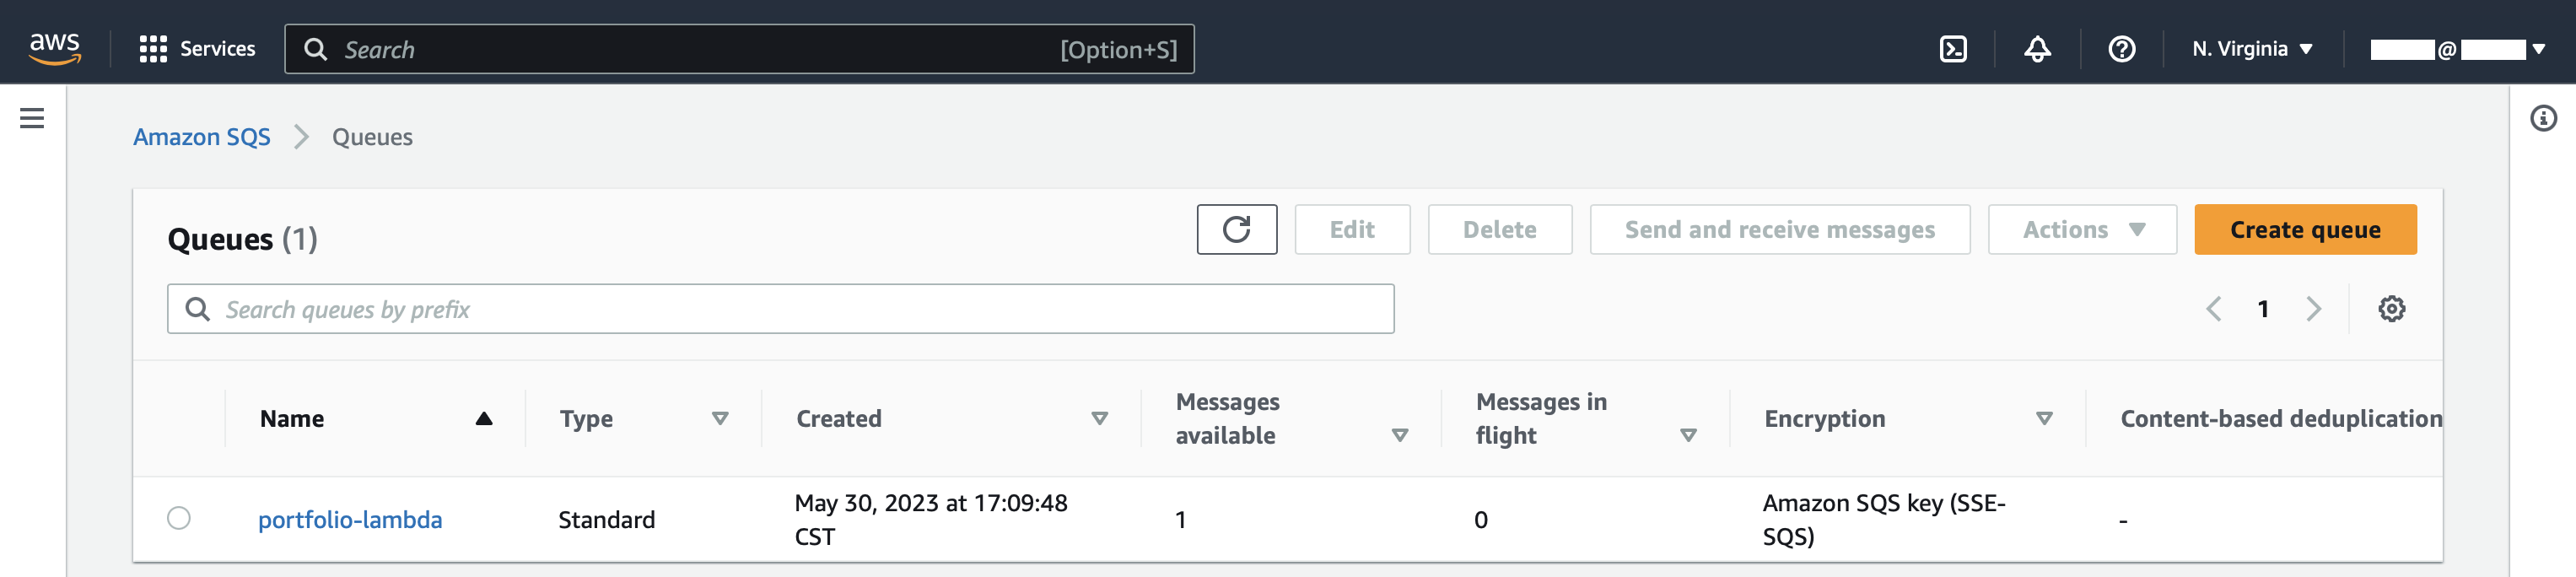 aws Services Search [Option+S] N. Virginia @
Amazon SQS Queues
Queues (1) Edit Delete Send and receive messages Actions Create queue
Search queues by prefix 1
Name Type Created Messages available Messages in flight Encryption Content-based deduplication
portfolio-lambda Standard May 30, 2023 at 17:09:48 CST 1 0 Amazon SQS key (SSE-SQS) -